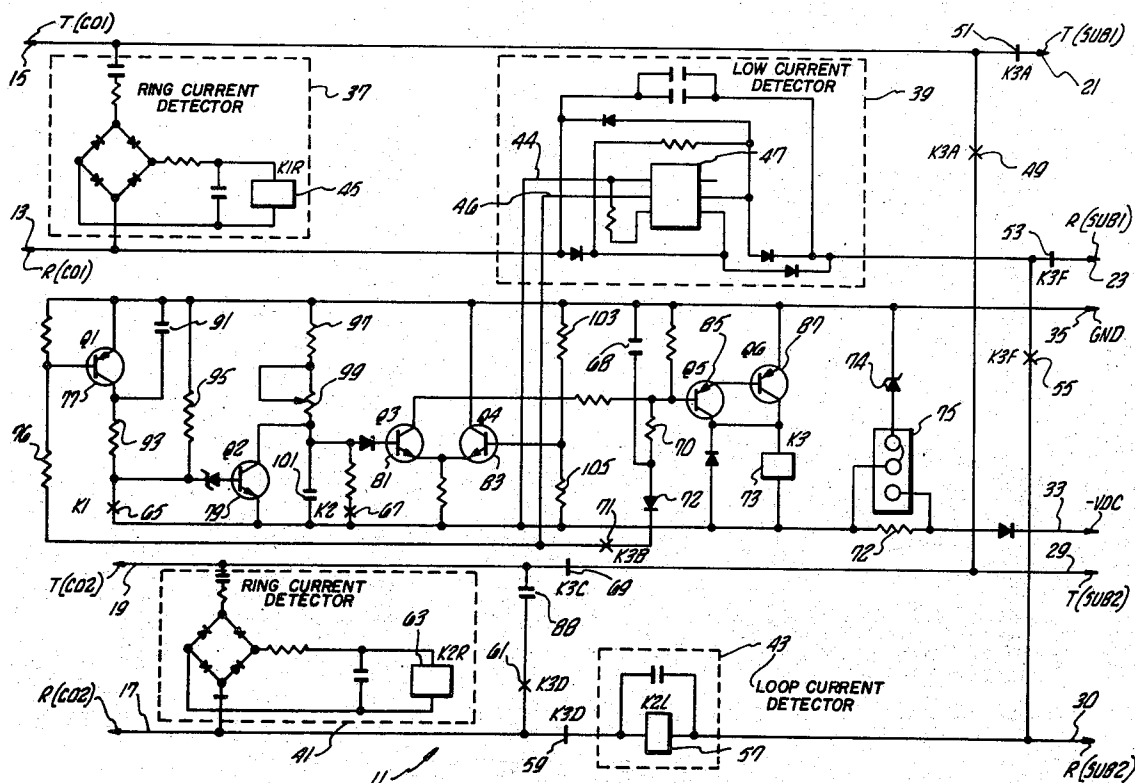 T(CO1)
15
RING CURRENT
DETECTOR
37
K1R
45
13
R(CO1)
LOW CURRENT
DETECTOR
39
44
46
47
51
K3A
T(SUB1)
21
K3A
49
53
K3F
R(SUB1)
23
35
GND
K3F
55
Q1
77
91
93
95
76
K1
65
Q2
79
97
99
101
K2
67
Q3
81
Q4
83
103
105
68
70
72
71
K3B
85
Q5
Q6
87
K3
73
74
75
72
33
-VDC
29
T(SUB2)
T(CO2)
19
RING CURRENT
DETECTOR
63
K2R
41
R(CO2)
17
K3C
69
88
61
K3D
K3D
59
43
LOOP CURRENT
DETECTOR
K2L
57
30
R(SUB2)
11